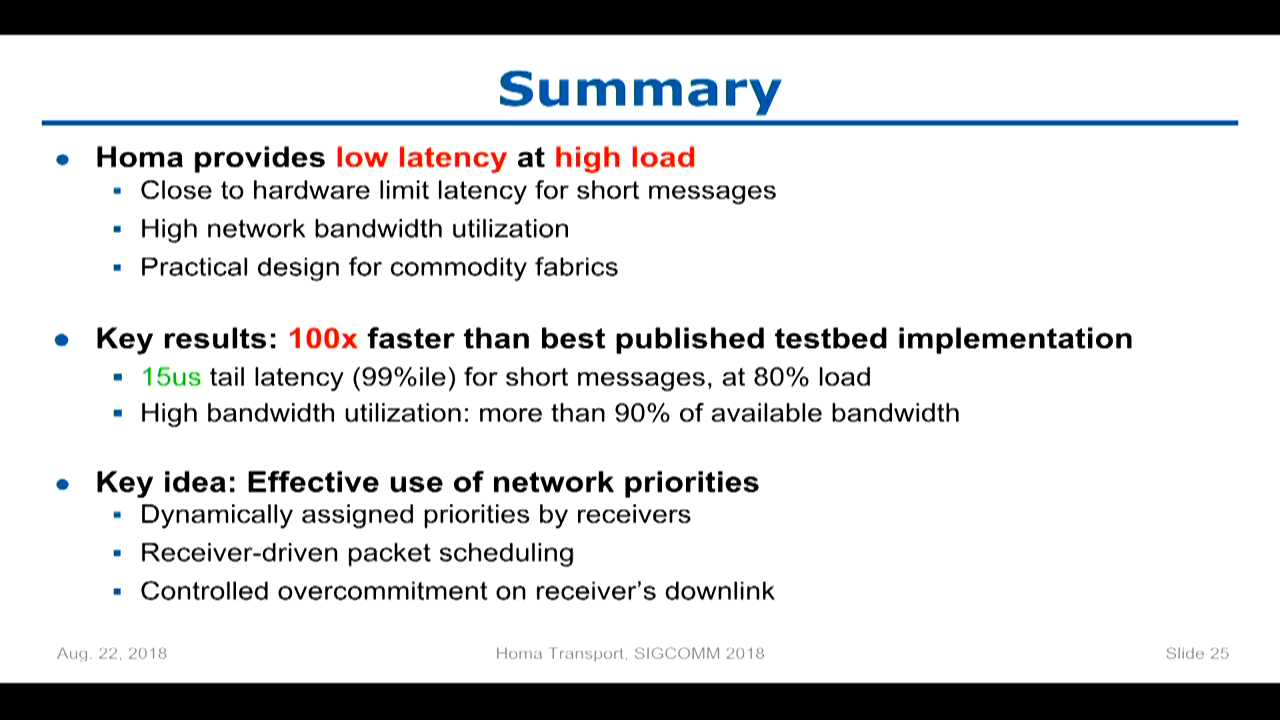 Summary
• Homa provides low latency at high load
▪ Close to hardware limit latency for short messages
▪ High network bandwidth utilization
▪ Practical design for commodity fabrics
• Key results: 100x faster than best published testbed implementation
▪ 15us tail latency (99%ile) for short messages, at 80% load
▪ High bandwidth utilization: more than 90% of available bandwidth
• Key idea: Effective use of network priorities
▪ Dynamically assigned priorities by receivers
▪ Receiver-driven packet scheduling
▪ Controlled overcommitment on receiver’s downlink
Aug. 22, 2018 Homa Transport, SIGCOMM 2018 Slide 25